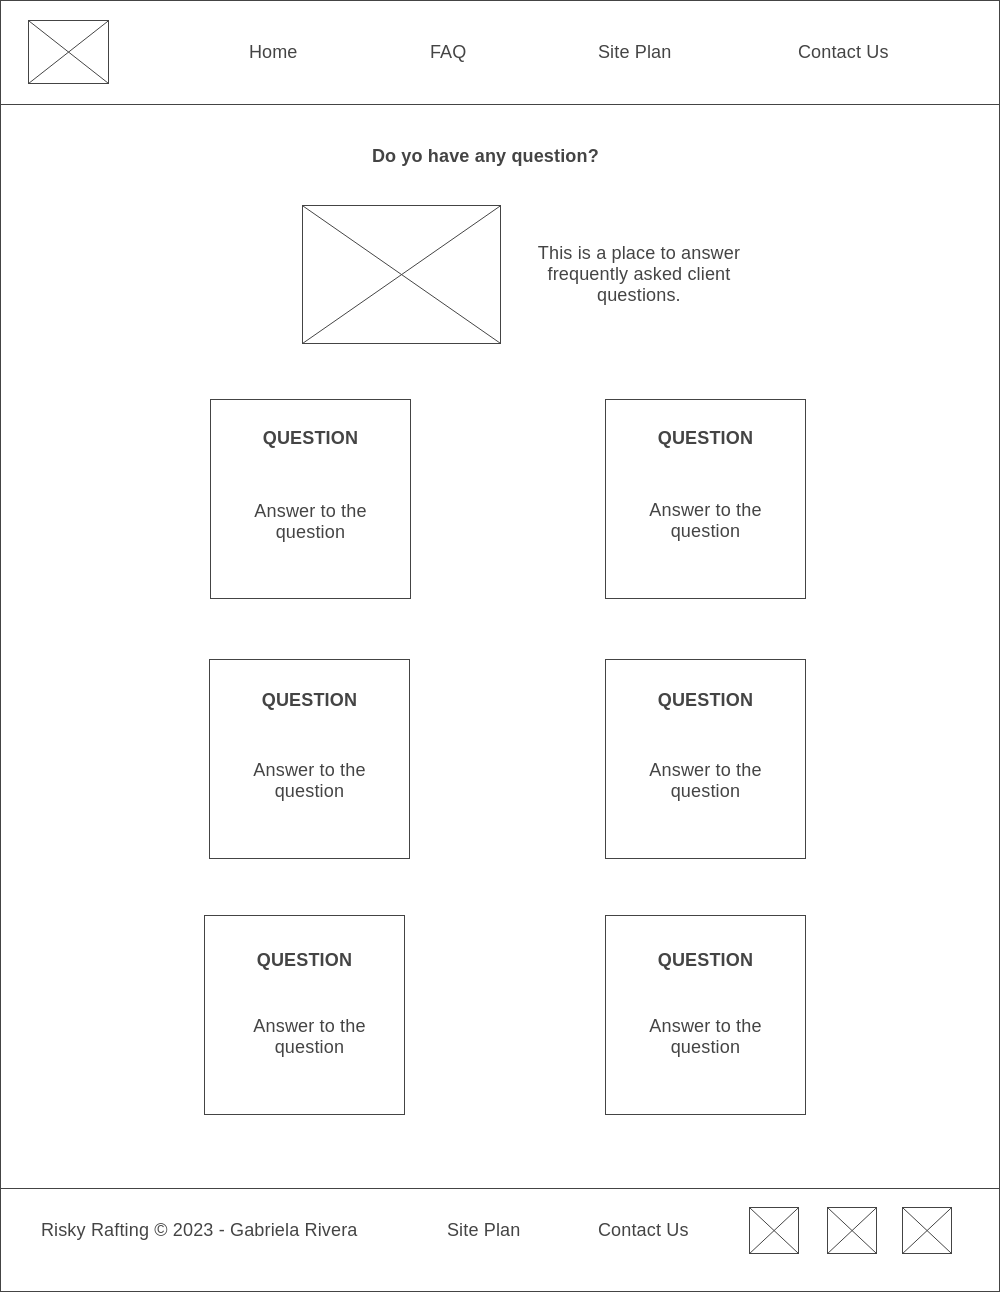 Home
FAQ
Site Plan
Contact Us
Do yo have any question?
This is a place to answer
frequently asked client
questions.
QUESTION
Answer to the
question
QUESTION
Answer to the
question
QUESTION
Answer to the
question
QUESTION
Answer to the
question
QUESTION
Answer to the
question
QUESTION
Answer to the
question
Risky Rafting © 2023 - Gabriela Rivera
Site Plan
Contact Us